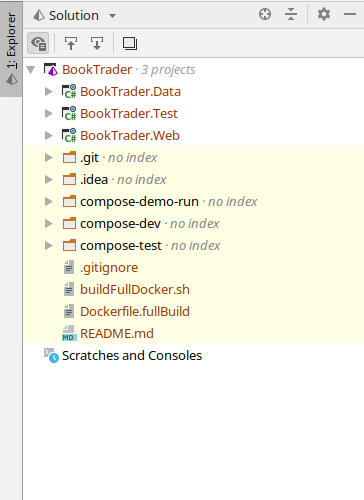 1: Explorer
Solution
BookTrader · 3 projects
C# BookTrader.Data
C# BookTrader.Test
C# BookTrader.Web
.git · no index
.idea · no index
compose-demo-run · no index
compose-dev · no index
compose-test · no index
.gitignore
buildFullDocker.sh
Dockerfile.fullBuild
MD README.md
Scratches and Consoles